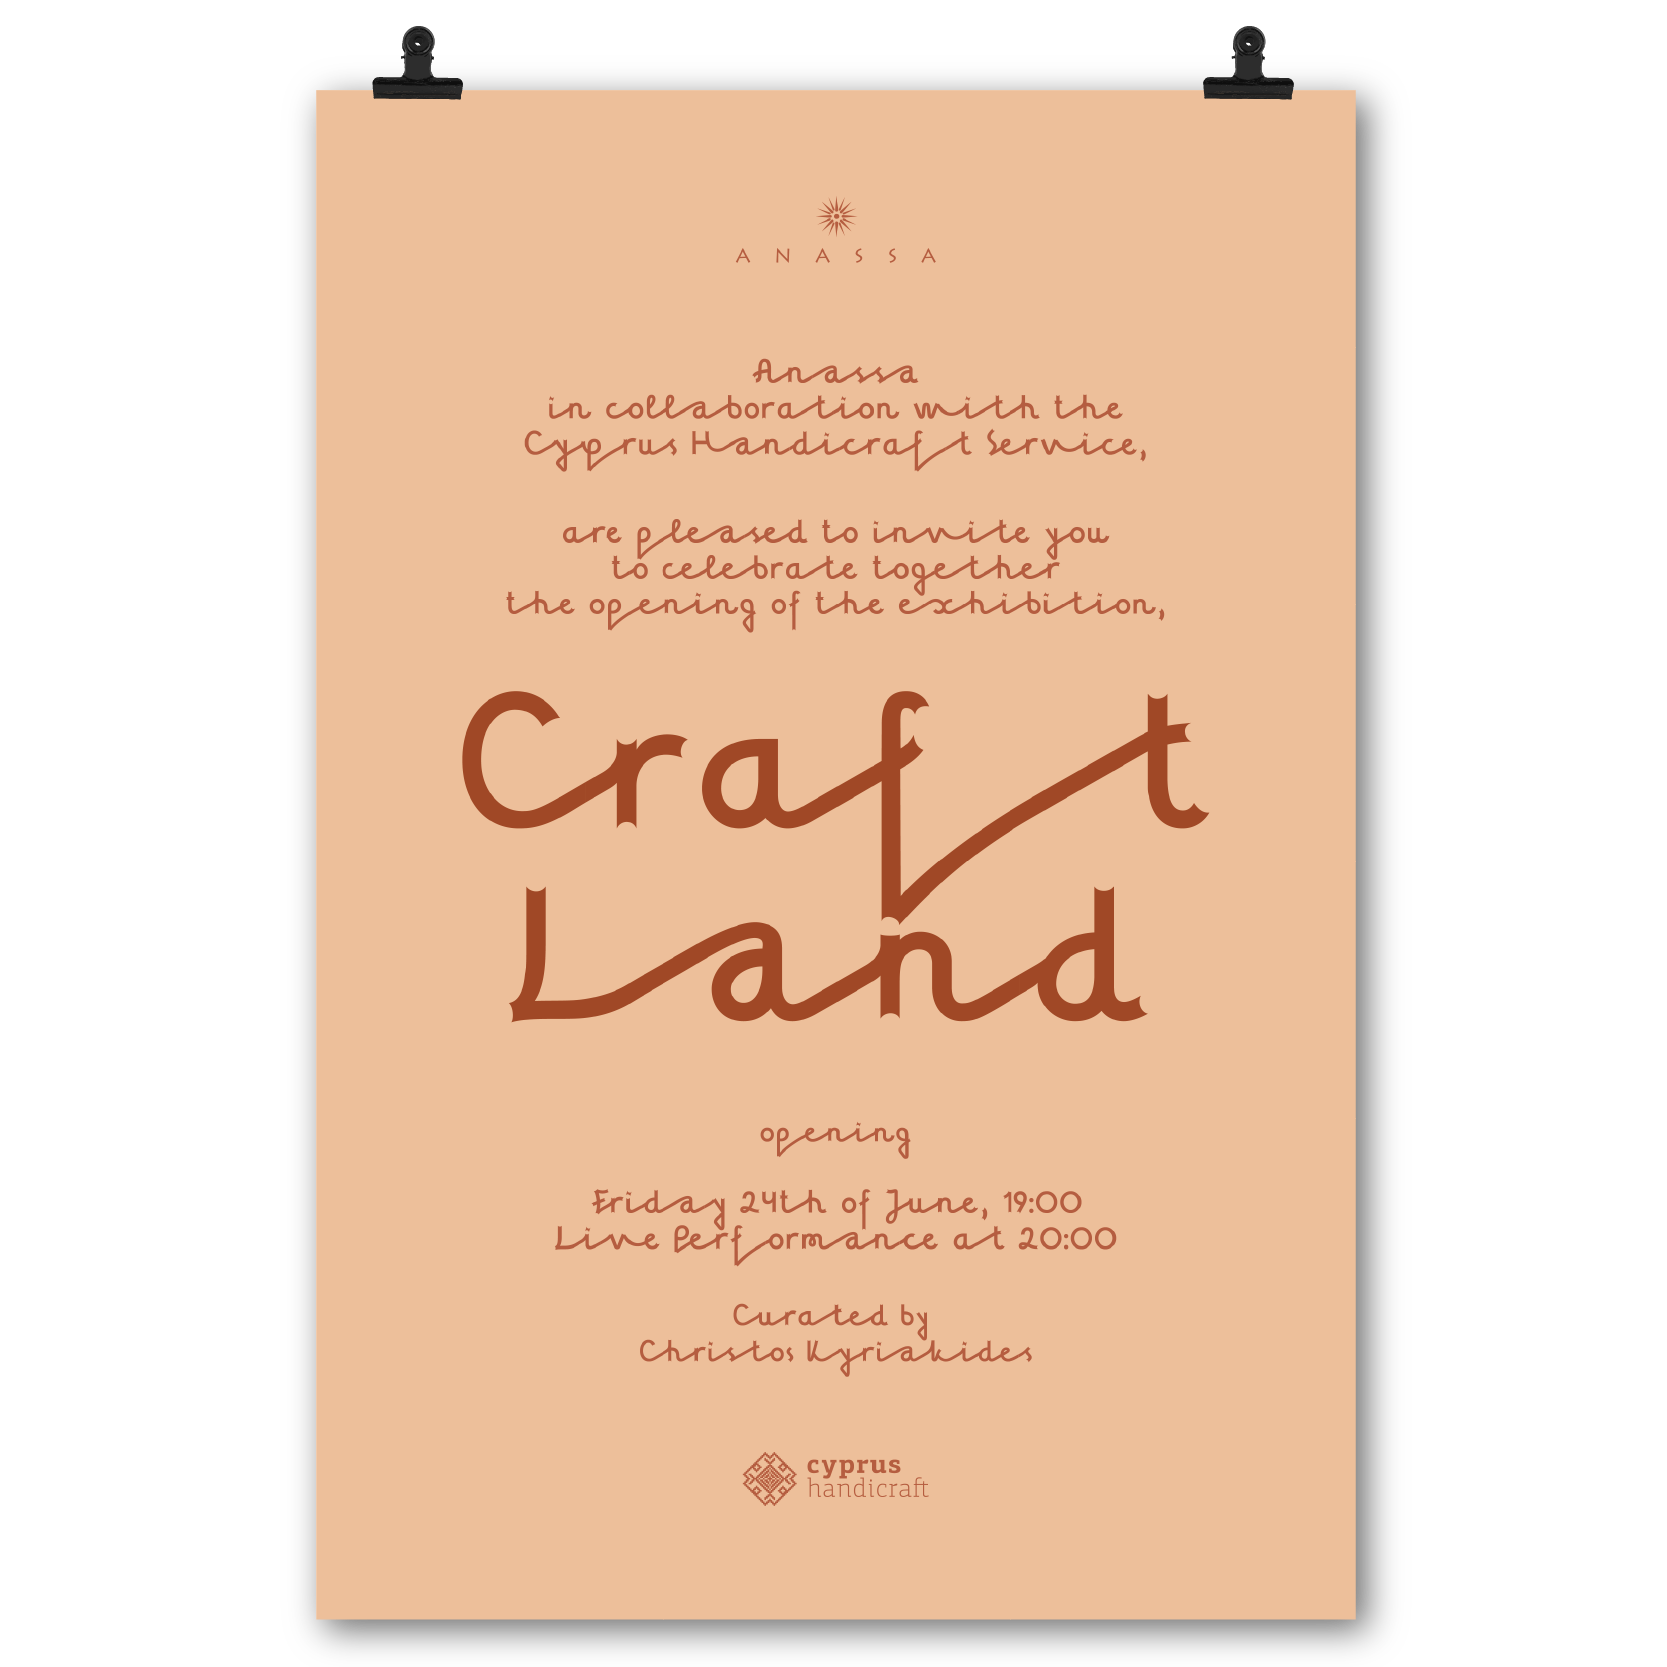 ANASSA
Anassa
in collaboration with the
Cyprus Handicraft Service,
are pleased to invite you
to celebrate together
the opening of the exhibition,
Craft
Land
opening
Friday 24th of June, 19:00
Live Performance at 20:00
Curated by
Christos Kyriakides
cyprus
handicraft